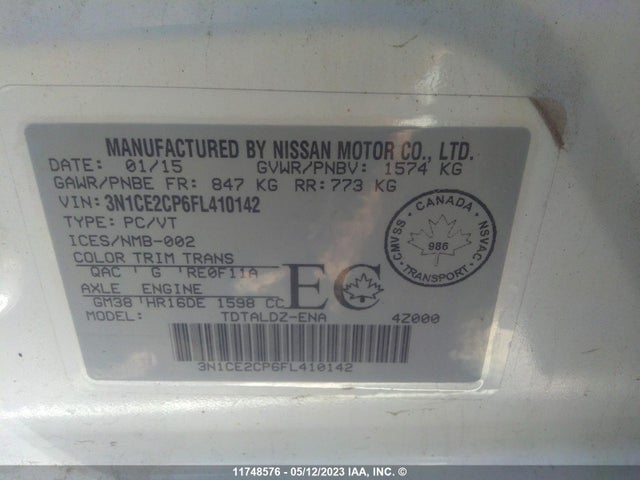 MANUFACTURED BY NISSAN MOTOR CO., LTD.
DATE: 01/15 GVWR/PNBV: 1574 KG
GAWR/PNBE FR: 847 KG RR: 773 KG
VIN: 3N1CE2CP6FL410142
TYPE: PC/VT
ICES/NMB-002
COLOR TRIM TRANS
QAC G RE0F11A
AXLE ENGINE
GM38 HR16DE 1598 CC
MODEL: TDTALDZ-ENA 4Z000
3N1CE2CP6FL410142
EC
CANADA
CMVSS 986 NSVAC
TRANSPORT
11748576 - 05/12/2023 IAA, Inc. ©